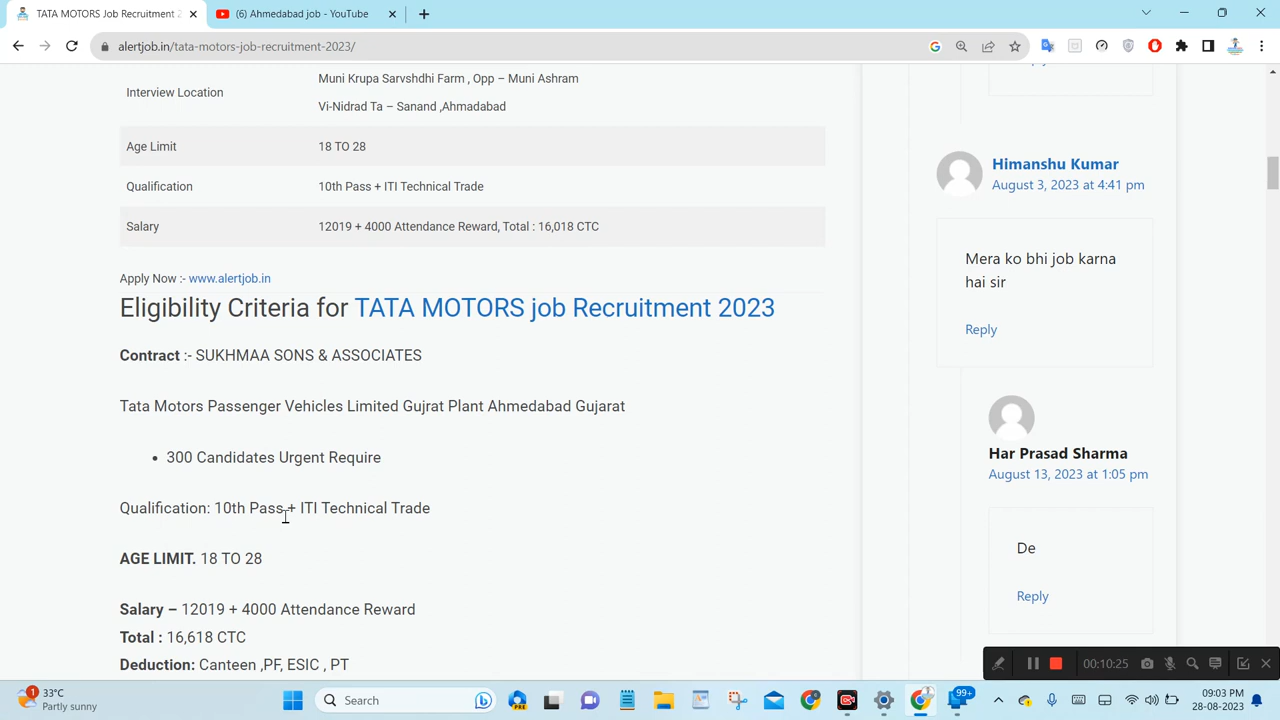 TATA MOTORS Job Recruitment 2
(6) Ahmedabad job - YouTube
alertjob.in/tata-motors-job-recruitment-2023/
Interview Location
Muni Krupa Sarvshdhi Farm , Opp – Muni Ashram
Vi-Nidrad Ta – Sanand ,Ahmadabad
Age Limit
18 TO 28
Qualification
10th Pass + ITI Technical Trade
Salary
12019 + 4000 Attendance Reward, Total : 16,018 CTC
Apply Now :- www.alertjob.in
Eligibility Criteria for TATA MOTORS job Recruitment 2023
Contract :- SUKHMAA SONS & ASSOCIATES
Tata Motors Passenger Vehicles Limited Gujrat Plant Ahmedabad Gujarat
• 300 Candidates Urgent Require
Qualification: 10th Pass + ITI Technical Trade
AGE LIMIT. 18 TO 28
Salary – 12019 + 4000 Attendance Reward
Total : 16,618 CTC
Deduction: Canteen ,PF, ESIC , PT
Himanshu Kumar
August 3, 2023 at 4:41 pm
Mera ko bhi job karna
hai sir
Reply
Har Prasad Sharma
August 13, 2023 at 1:05 pm
De
Reply
00:10:25
1
33°C
Partly sunny
Search
PRE
99+
09:03 PM
28-08-2023